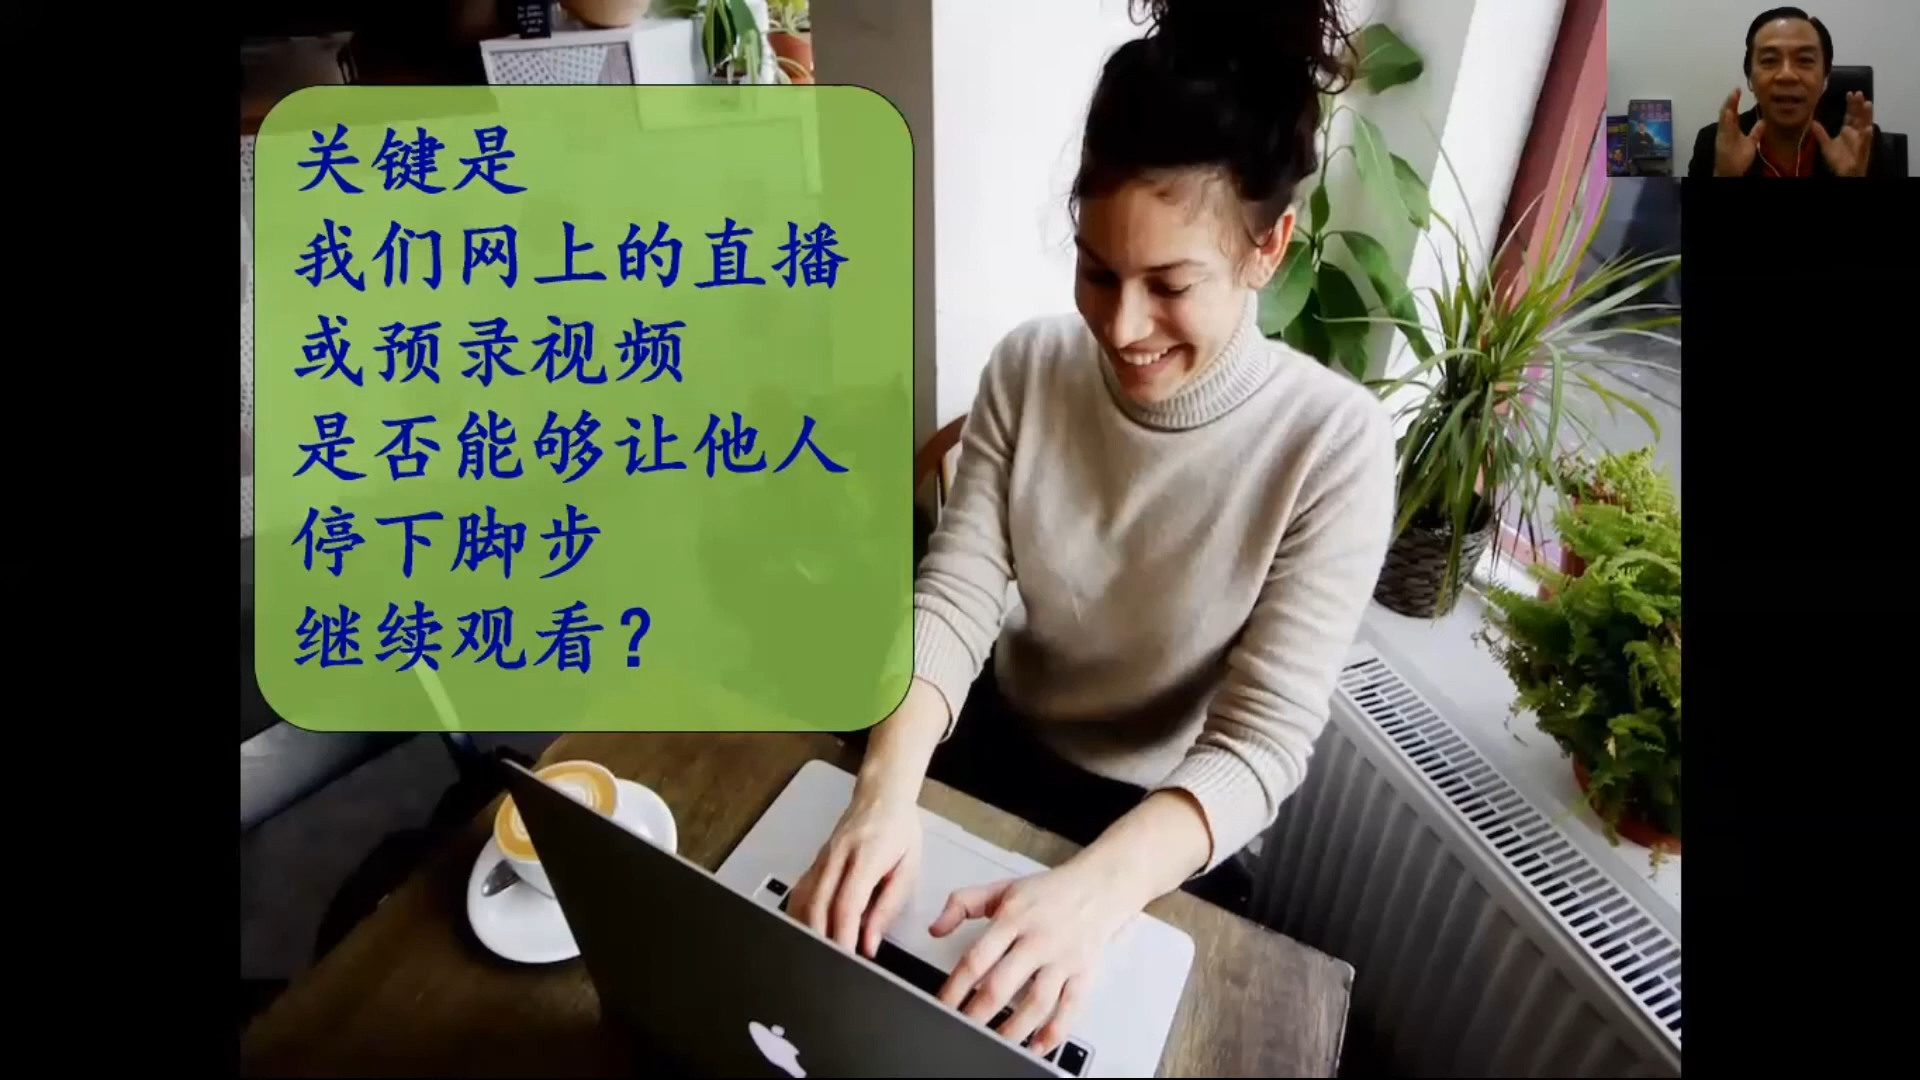 关键是
我们网上的直播
或预录视频
是否能够让他人
停下脚步
继续观看？